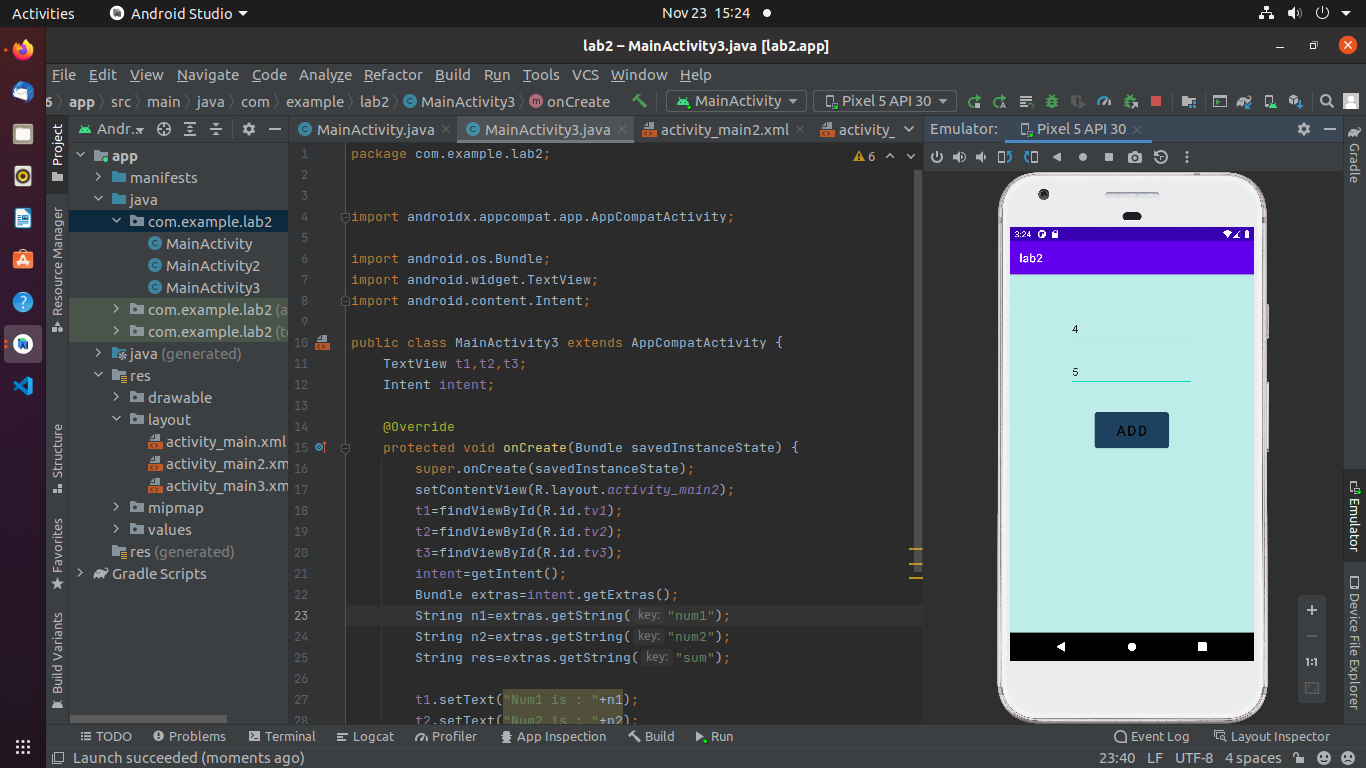 Activities
Android Studio
Nov 23 15:24
lab2 – MainActivity3.java [lab2.app]
File Edit View Navigate Code Analyze Refactor Build Run Tools VCS Window Help
6 app src main java com example lab2 MainActivity3 onCreate
MainActivity
Pixel 5 API 30
Project
Resource Manager
Structure
Favorites
Build Variants
Andr..
app
manifests
java
com.example.lab2
MainActivity
MainActivity2
MainActivity3
com.example.lab2 (a
com.example.lab2 (te
java (generated)
res
drawable
layout
activity_main.xml
activity_main2.xm
activity_main3.xm
mipmap
values
res (generated)
Gradle Scripts
MainActivity.java MainActivity3.java activity_main2.xml activity_
6
1 package com.example.lab2;
2
3
4 import androidx.appcompat.app.AppCompatActivity;
5
6 import android.os.Bundle;
7 import android.widget.TextView;
8 import android.content.Intent;
9
10 public class MainActivity3 extends AppCompatActivity {
11 TextView t1,t2,t3;
12 Intent intent;
13
14 @Override
15 protected void onCreate(Bundle savedInstanceState) {
16 super.onCreate(savedInstanceState);
17 setContentView(R.layout.activity_main2);
18 t1=findViewById(R.id.tv1);
19 t2=findViewById(R.id.tv2);
20 t3=findViewById(R.id.tv3);
21 intent=getIntent();
22 Bundle extras=intent.getExtras();
23 String n1=extras.getString( key: "num1");
24 String n2=extras.getString( key: "num2");
25 String res=extras.getString( key: "sum");
26
27 t1.setText("Num1 is : "+n1);
28 t2.setText("Num2 is : "+n2);
Emulator: Pixel 5 API 30
3:24
lab2
4
5
ADD
1:1
Gradle
Emulator
Device File Explorer
TODO Problems Terminal Logcat Profiler App Inspection Build Run Event Log Layout Inspector
Launch succeeded (moments ago)
23:40 LF UTF-8 4 spaces